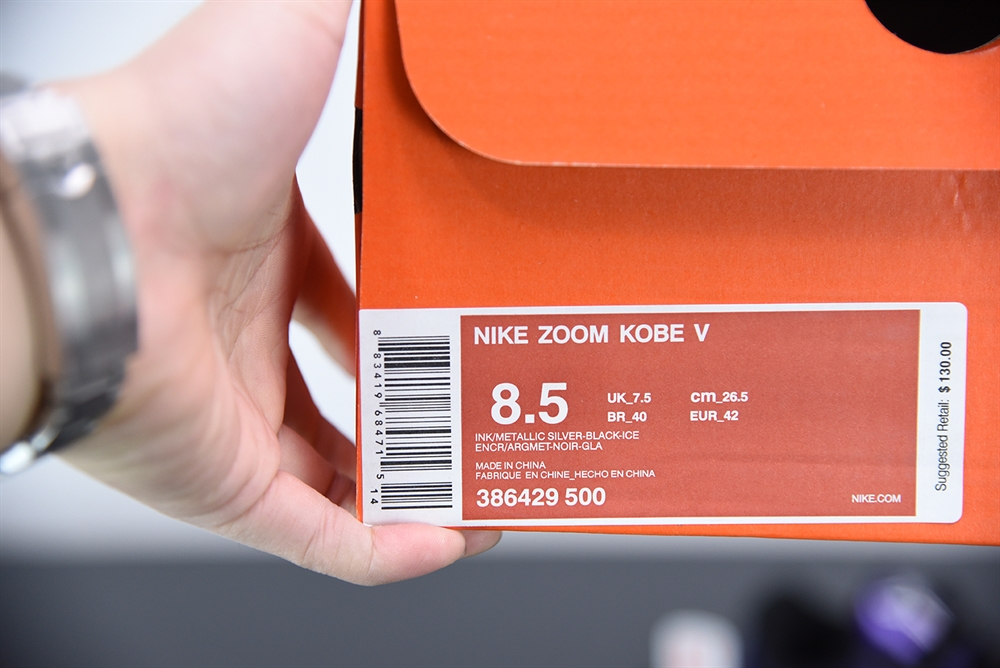 NIKE ZOOM KOBE V
8.5
UK_7.5 cm_26.5
BR_40 EUR_42
INK/METALLIC SILVER-BLACK-ICE
ENCR/ARGMET-NOIR-GLA
MADE IN CHINA
FABRIQUE EN CHINE_HECHO EN CHINA
386429 500
NIKE.COM
8 83419 68471 5 14
Suggested Retail: $130.00